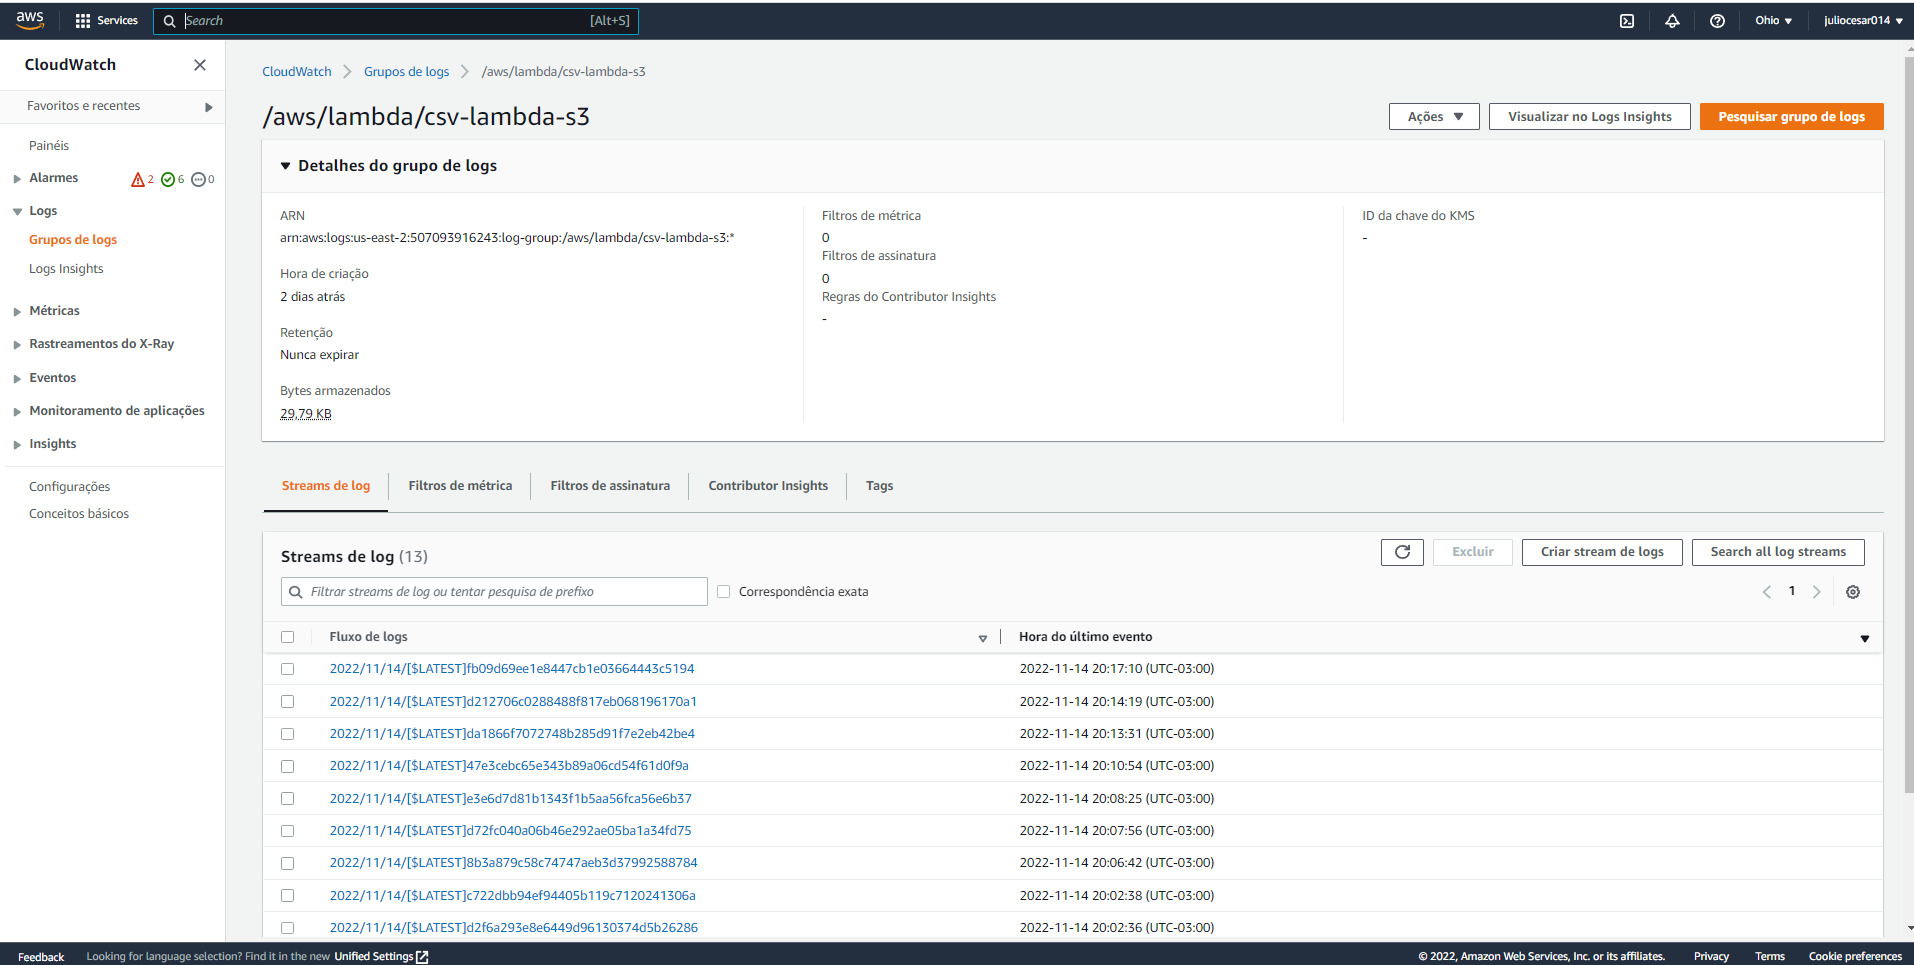 aws Services Search [Alt+S] Ohio juliocesar014
CloudWatch
Favoritos e recentes
Painéis
Alarmes 2 6 0
Logs
Grupos de logs
Logs Insights
Métricas
Rastreamentos do X-Ray
Eventos
Monitoramento de aplicações
Insights
Configurações
Conceitos básicos
CloudWatch Grupos de logs /aws/lambda/csv-lambda-s3
/aws/lambda/csv-lambda-s3
Ações Visualizar no Logs Insights Pesquisar grupo de logs
Detalhes do grupo de logs
ARN
arn:aws:logs:us-east-2:507093916243:log-group:/aws/lambda/csv-lambda-s3:*
Hora de criação
2 dias atrás
Retenção
Nunca expirar
Bytes armazenados
29,79 KB
Filtros de métrica
0
Filtros de assinatura
0
Regras do Contributor Insights
-
ID da chave do KMS
-
Streams de log Filtros de métrica Filtros de assinatura Contributor Insights Tags
Streams de log (13)
Excluir Criar stream de logs Search all log streams
Filtrar streams de log ou tentar pesquisa de prefixo Correspondência exata 1
Fluxo de logs Hora do último evento
2022/11/14/[$LATEST]fb09d69ee1e8447cb1e03664443c5194 2022-11-14 20:17:10 (UTC-03:00)
2022/11/14/[$LATEST]d212706c0288488f817eb068196170a1 2022-11-14 20:14:19 (UTC-03:00)
2022/11/14/[$LATEST]da1866f7072748b285d91f7e2eb42be4 2022-11-14 20:13:31 (UTC-03:00)
2022/11/14/[$LATEST]47e3cebc65e343b89a06cd54f61d0f9a 2022-11-14 20:10:54 (UTC-03:00)
2022/11/14/[$LATEST]e3e6d7d81b1343f1b5aa56fca56e6b37 2022-11-14 20:08:25 (UTC-03:00)
2022/11/14/[$LATEST]d72fc040a06b46e292ae05ba1a34fd75 2022-11-14 20:07:56 (UTC-03:00)
2022/11/14/[$LATEST]8b3a879c58c74747aeb3d37992588784 2022-11-14 20:06:42 (UTC-03:00)
2022/11/14/[$LATEST]c722dbb94ef94405b119c7120241306a 2022-11-14 20:02:38 (UTC-03:00)
2022/11/14/[$LATEST]d2f6a293e8e6449d96130374d5b26286 2022-11-14 20:02:36 (UTC-03:00)
Feedback Looking for language selection? Find it in the new Unified Settings © 2022, Amazon Web Services, Inc. or its affiliates. Privacy Terms Cookie preferences